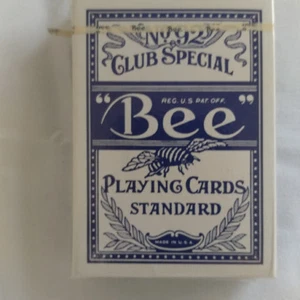 No. 92
CLUB SPECIAL
REG. U.S. PAT. OFF.
"Bee"
PLAYING CARDS
STANDARD
MADE IN U.S.A.